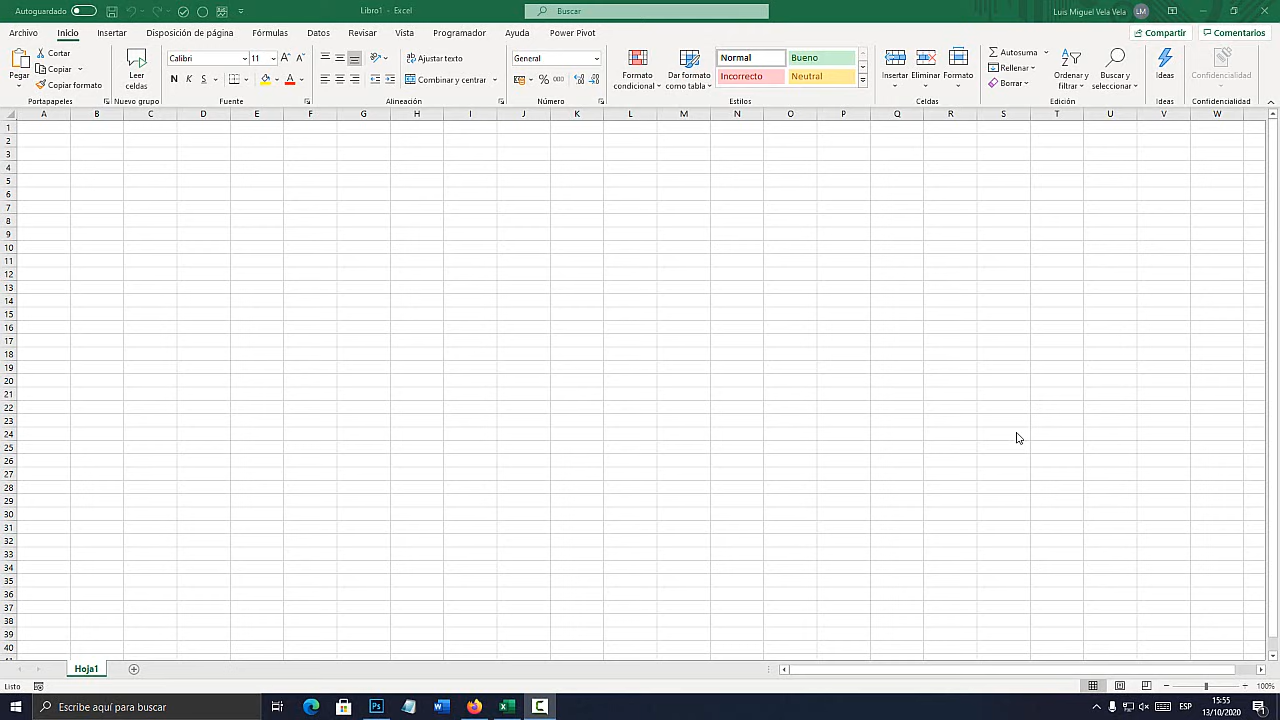 Autoguardado
Libro1 - Excel
Buscar
Luis Miguel Vela Vela
LM
Archivo
Inicio
Insertar
Disposición de página
Fórmulas
Datos
Revisar
Vista
Programador
Ayuda
Power Pivot
Compartir
Comentarios
Pegar
Cortar
Copiar
Copiar formato
Portapapeles
Leer celdas
Nuevo grupo
Calibri
11
N
K
S
Fuente
Ajustar texto
Combinar y centrar
Alineación
General
%
000
Número
Formato condicional
Dar formato como tabla
Normal
Bueno
Incorrecto
Neutral
Estilos
Insertar
Eliminar
Formato
Celdas
Autosuma
Rellenar
Borrar
Ordenar y filtrar
Buscar y seleccionar
Edición
Ideas
Ideas
Confidencialidad
Confidencialidad
A B C D E F G H I J K L M N O P Q R S T U V W
1
2
3
4
5
6
7
8
9
10
11
12
13
14
15
16
17
18
19
20
21
22
23
24
25
26
27
28
29
30
31
32
33
34
35
36
37
38
39
40
Hoja1
Listo
100%
Escribe aquí para buscar
ESP
15:55
13/10/2020